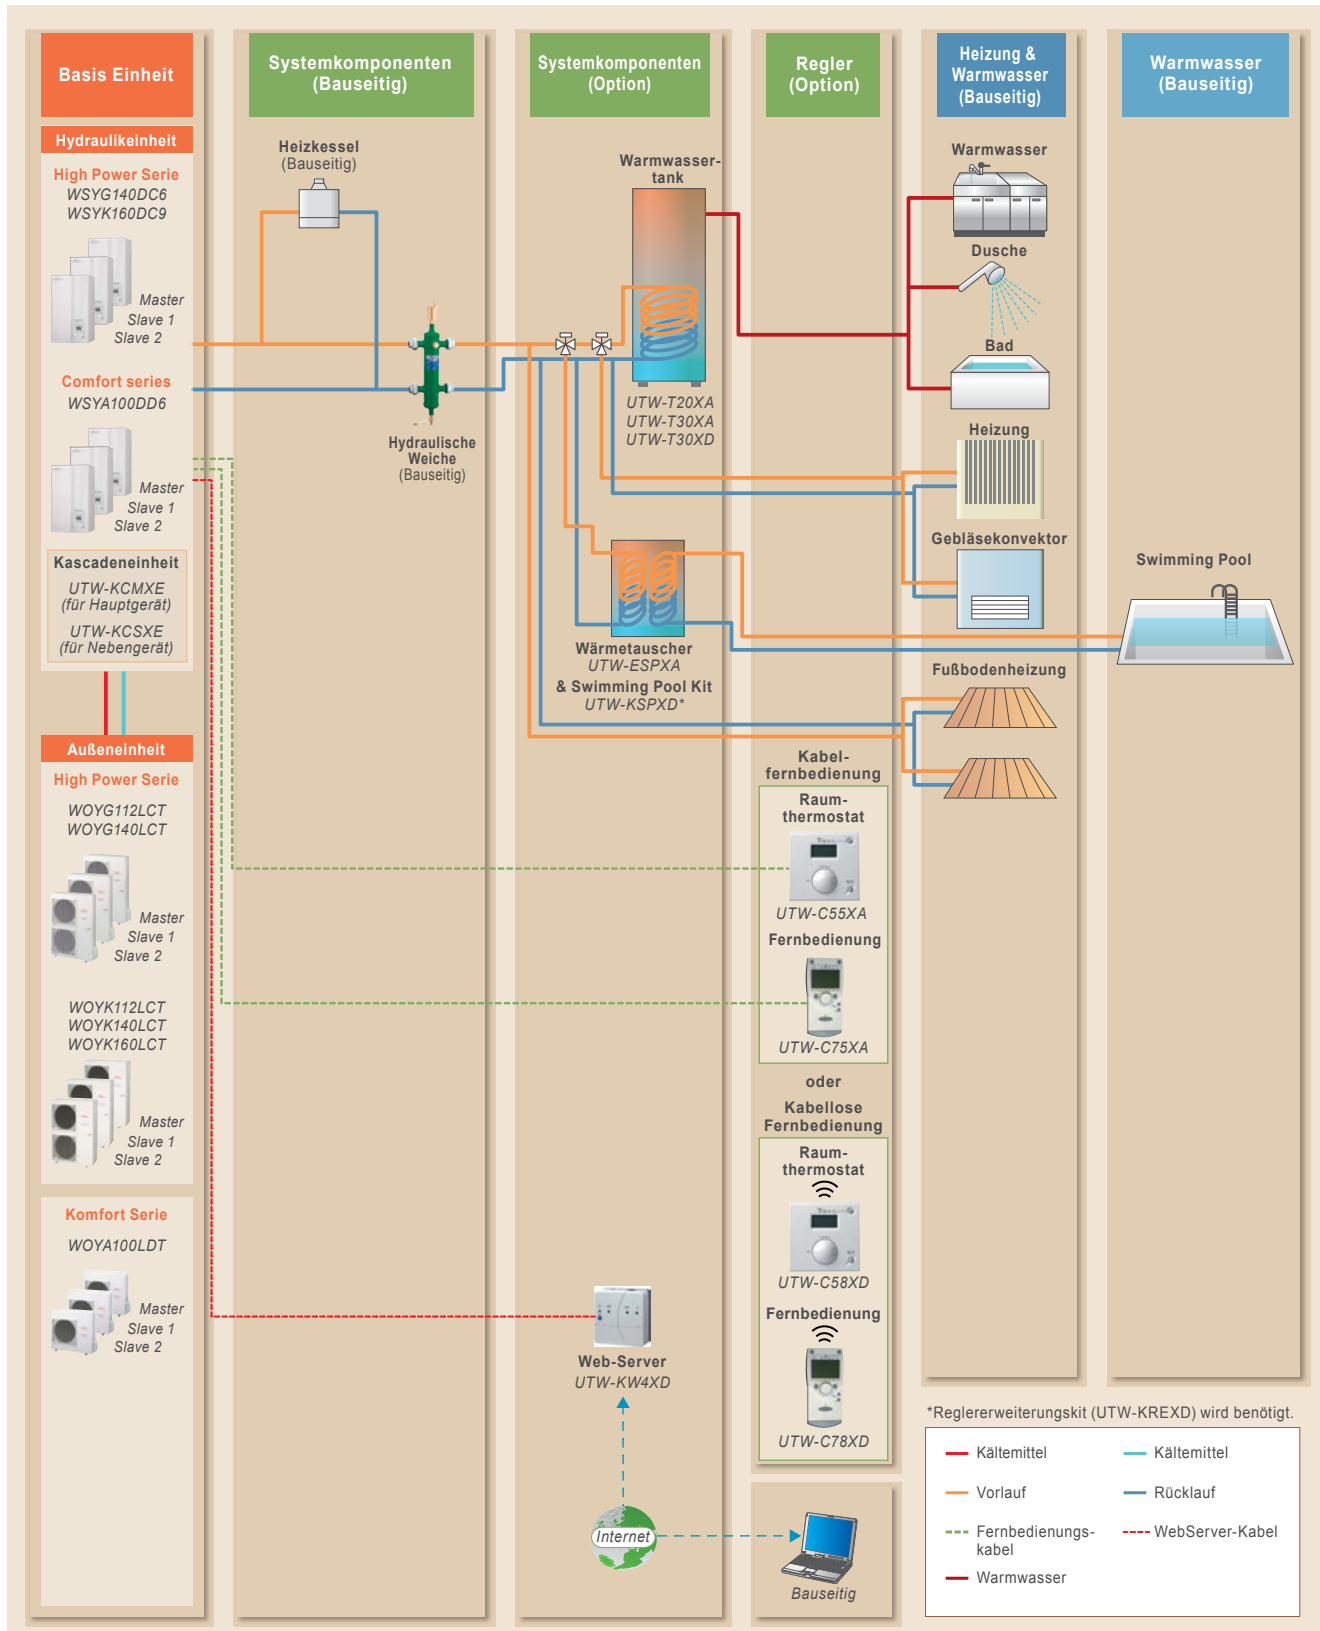 Basis Einheit
Hydraulikeinheit
High Power Serie
WSYG140DC6
WSYK160DC9
Master
Slave 1
Slave 2
Comfort series
WSYA100DD6
Master
Slave 1
Slave 2
Kascadeneinheit
UTW-KCMXE
(für Hauptgerät)
UTW-KCSXE
(für Nebengerät)
Außeneinheit
High Power Serie
WOYG112LCT
WOYG140LCT
Master
Slave 1
Slave 2
WOYK112LCT
WOYK140LCT
WOYK160LCT
Master
Slave 1
Slave 2
Komfort Serie
WOYA100LDT
Master
Slave 1
Slave 2
Systemkomponenten
(Bauseitig)
Heizkessel
(Bauseitig)
Hydraulische
Weiche
(Bauseitig)
Systemkomponenten
(Option)
Warmwasser-
tank
UTW-T20XA
UTW-T30XA
UTW-T30XD
Wärmetauscher
UTW-ESPXA
& Swimming Pool Kit
UTW-KSPXD*
Web-Server
UTW-KW4XD
Internet
Regler
(Option)
Kabel-
fernbedienung
Raum-
thermostat
UTW-C55XA
Fernbedienung
UTW-C75XA
oder
Kabellose
Fernbedienung
Raum-
thermostat
UTW-C58XD
Fernbedienung
UTW-C78XD
Bauseitig
Heizung &
Warmwasser
(Bauseitig)
Warmwasser
Dusche
Bad
Heizung
Gebläsekonvektor
Fußbodenheizung
Warmwasser
(Bauseitig)
Swimming Pool
*Reglererweiterungskit (UTW-KREXD) wird benötigt.
Kältemittel
Kältemittel
Vorlauf
Rücklauf
Fernbedienungs-
kabel
WebServer-Kabel
Warmwasser